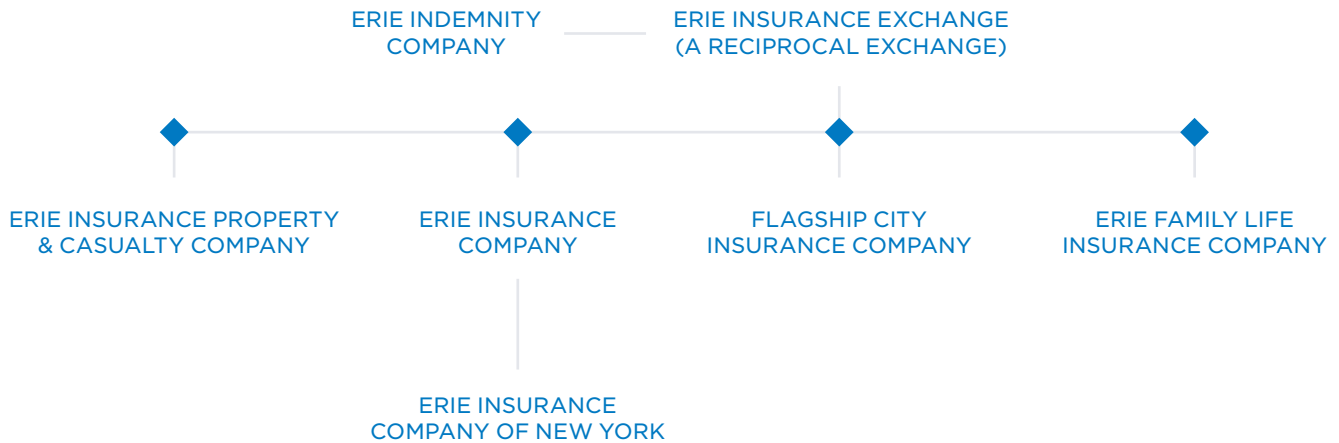 ERIE INDEMNITY
COMPANY
ERIE INSURANCE EXCHANGE
(A RECIPROCAL EXCHANGE)
ERIE INSURANCE PROPERTY
& CASUALTY COMPANY
ERIE INSURANCE
COMPANY
FLAGSHIP CITY
INSURANCE COMPANY
ERIE FAMILY LIFE
INSURANCE COMPANY
ERIE INSURANCE
COMPANY OF NEW YORK